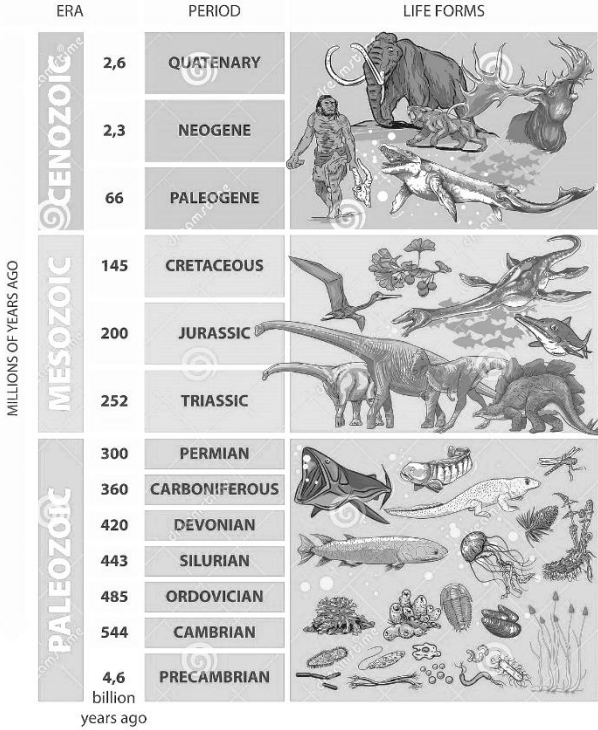 ERA PERIOD LIFE FORMS
MILLIONS OF YEARS AGO
CENOZOIC
2,6 QUATENARY
2,3 NEOGENE
66 PALEOGENE
MESOZOIC
145 CRETACEOUS
200 JURASSIC
252 TRIASSIC
PALEOZOIC
300 PERMIAN
360 CARBONIFEROUS
420 DEVONIAN
443 SILURIAN
485 ORDOVICIAN
544 CAMBRIAN
4,6 PRECAMBRIAN
billion
years ago
dreamstime